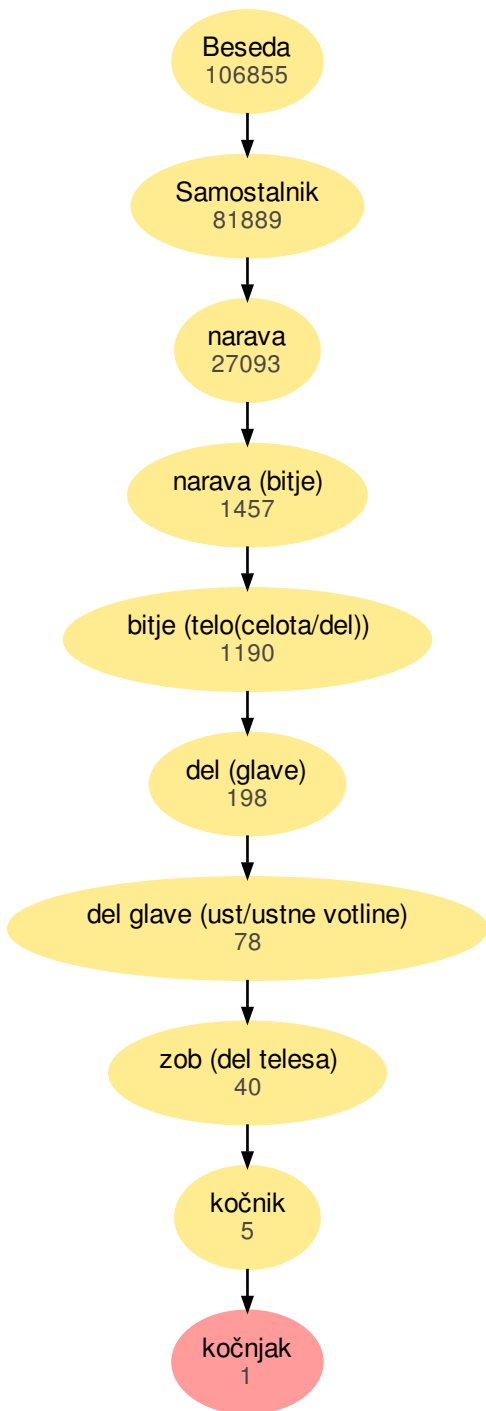 Beseda
106855
Samostalnik
81889
narava
27093
narava (bitje)
1457
bitje (telo(celota/del))
1190
del (glave)
198
del glave (ust/ustne votline)
78
zob (del telesa)
40
kočnik
5
kočnjak
1